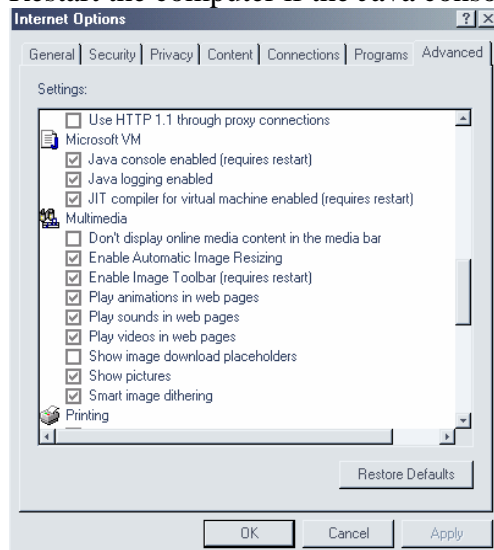 Restart the computer if the Java conso
Internet Options
General Security Privacy Content Connections Programs Advanced
Settings:
Use HTTP 1.1 through proxy connections
Microsoft VM
Java console enabled (requires restart)
Java logging enabled
JIT compiler for virtual machine enabled (requires restart)
Multimedia
Don't display online media content in the media bar
Enable Automatic Image Resizing
Enable Image Toolbar (requires restart)
Play animations in web pages
Play sounds in web pages
Play videos in web pages
Show image download placeholders
Show pictures
Smart image dithering
Printing
Restore Defaults
OK Cancel Apply